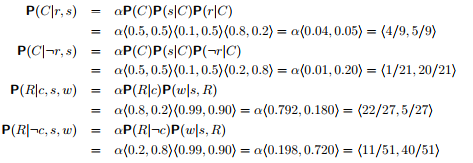 P(C|r, s) = αP(C)P(s|C)P(r|C)
= α⟨0.5, 0.5⟩⟨0.1, 0.5⟩⟨0.8, 0.2⟩ = α⟨0.04, 0.05⟩ = ⟨4/9, 5/9⟩
P(C|¬r, s) = αP(C)P(s|C)P(¬r|C)
= α⟨0.5, 0.5⟩⟨0.1, 0.5⟩⟨0.2, 0.8⟩ = α⟨0.01, 0.20⟩ = ⟨1/21, 20/21⟩
P(R|c, s, w) = αP(R|c)P(w|s, R)
= α⟨0.8, 0.2⟩⟨0.99, 0.90⟩ = α⟨0.792, 0.180⟩ = ⟨22/27, 5/27⟩
P(R|¬c, s, w) = αP(R|¬c)P(w|s, R)
= α⟨0.2, 0.8⟩⟨0.99, 0.90⟩ = α⟨0.198, 0.720⟩ = ⟨11/51, 40/51⟩